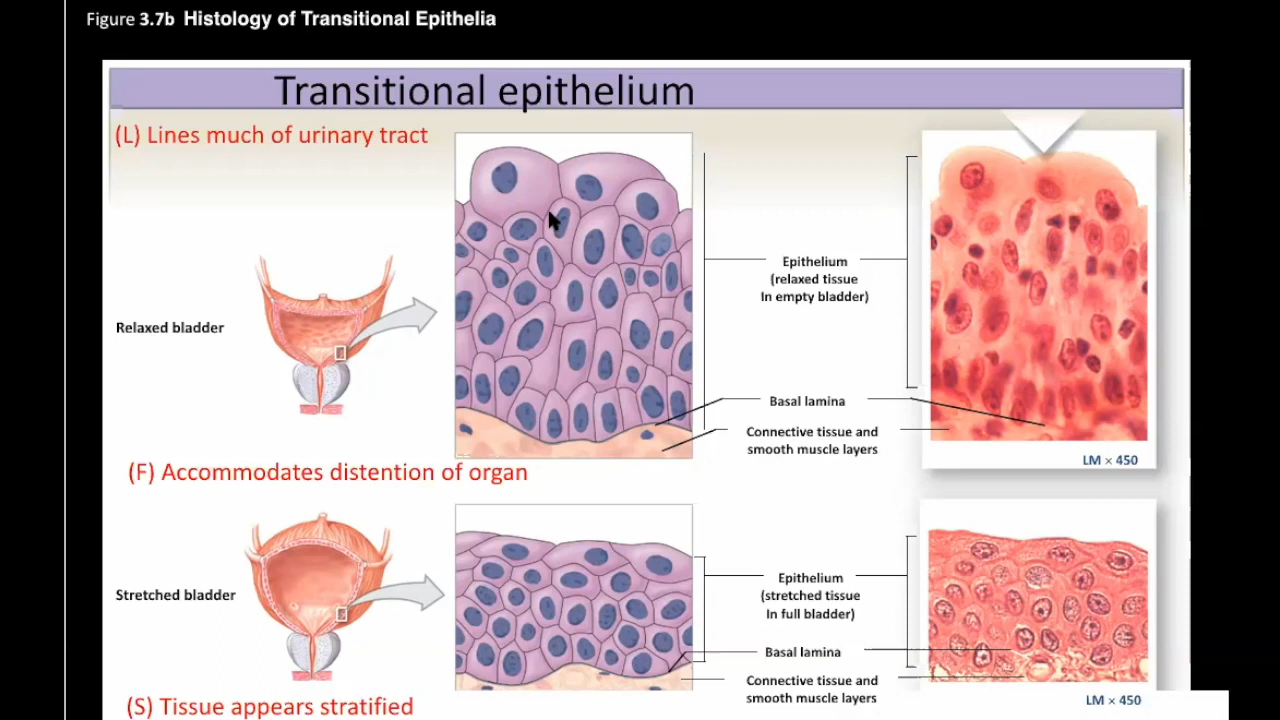 Figure 3.7b Histology of Transitional Epithelia
Transitional epithelium
(L) Lines much of urinary tract
Epithelium
(relaxed tissue
In empty bladder)
Relaxed bladder
Basal lamina
Connective tissue and
smooth muscle layers
LM × 450
(F) Accommodates distention of organ
Epithelium
(stretched tissue
In full bladder)
Stretched bladder
Basal lamina
Connective tissue and
smooth muscle layers
LM × 450
(S) Tissue appears stratified